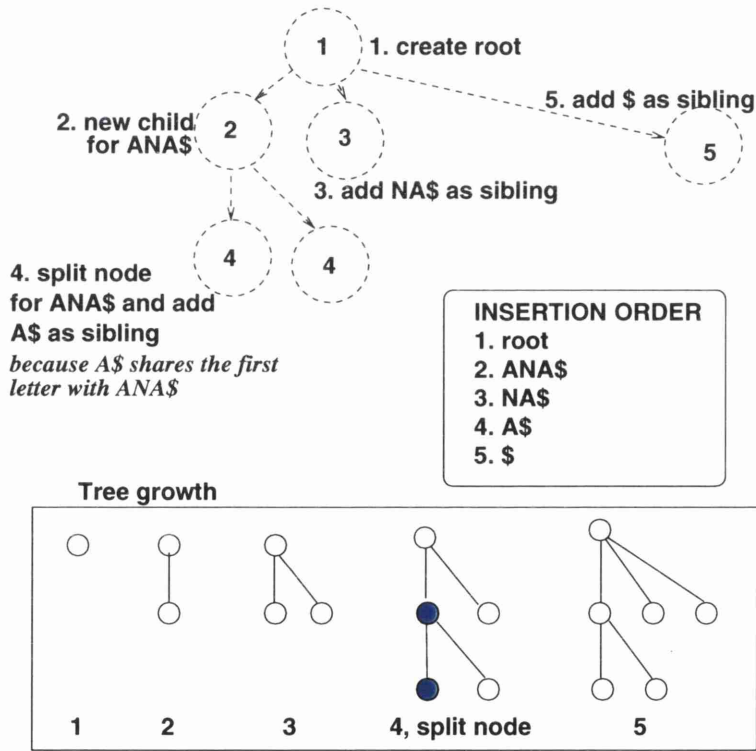 1
1. create root
5. add $ as sibling
2. new child
for ANA$
2
3
5
3. add NA$ as sibling
4
4
4. split node
for ANA$ and add
A$ as sibling
because A$ shares the first
letter with ANA$
INSERTION ORDER
1. root
2. ANA$
3. NA$
4. A$
5. $
Tree growth
1 2 3 4, split node 5